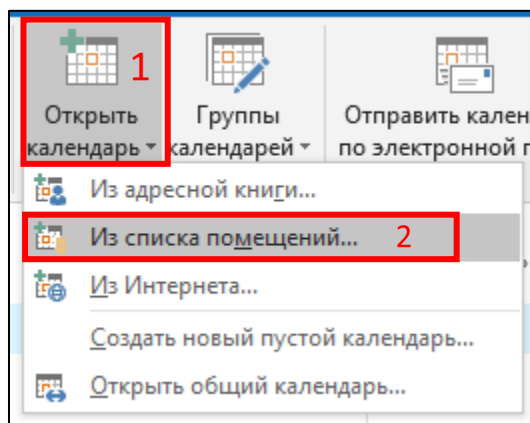 1
Открыть
календарь
Группы
календарей
Отправить кален
по электронной п
Из адресной книги...
Из списка помещений... 2
Из Интернета...
Создать новый пустой календарь...
Открыть общий календарь...